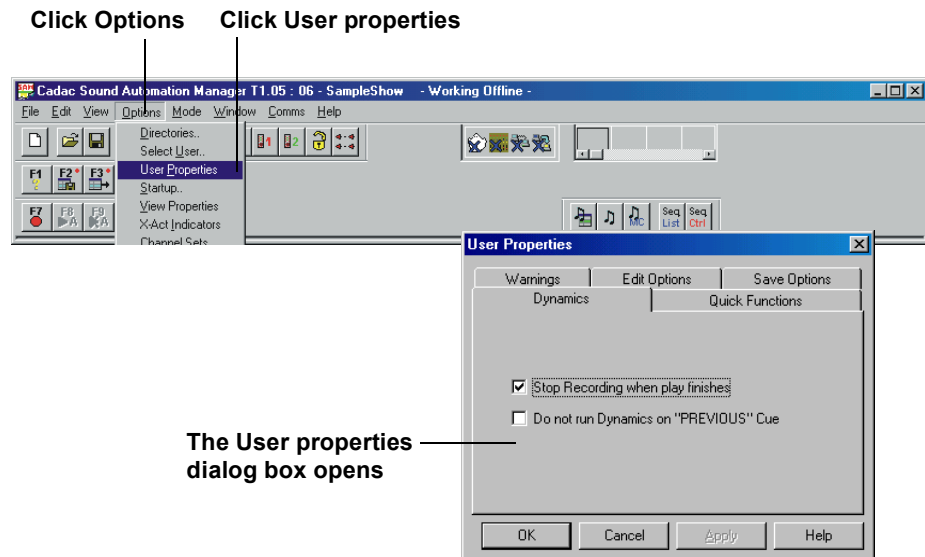 Click Options Click User properties
Cadac Sound Automation Manager T1.05 : 06 - SampleShow - Working Offline -
File Edit View Options Mode Window Comms Help
Directories..
Select User..
User Properties
Startup..
View Properties
X-Act Indicators
Channel Sets
1 2
F1 F2* F3*
F7 F8 F9
A A
MC
Seq List
Seq Ctrl
User Properties
Warnings Edit Options Save Options
Dynamics Quick Functions
Stop Recording when play finishes
Do not run Dynamics on "PREVIOUS" Cue
The User properties
dialog box opens
OK Cancel Apply Help